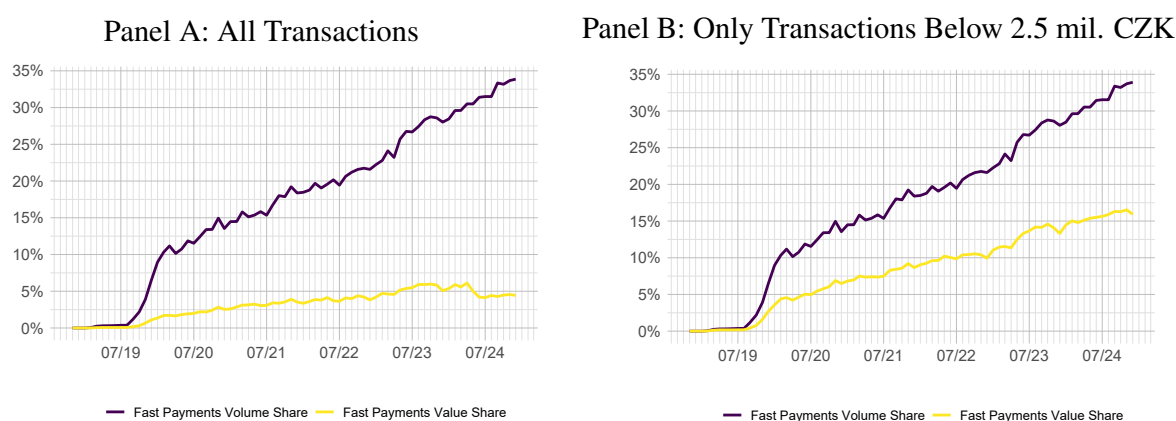 Panel A: All Transactions
35%
30%
25%
20%
15%
10%
5%
0%
07/19 07/20 07/21 07/22 07/23 07/24
Fast Payments Volume Share Fast Payments Value Share
Panel B: Only Transactions Below 2.5 mil. CZK
35%
30%
25%
20%
15%
10%
5%
0%
07/19 07/20 07/21 07/22 07/23 07/24
Fast Payments Volume Share Fast Payments Value Share